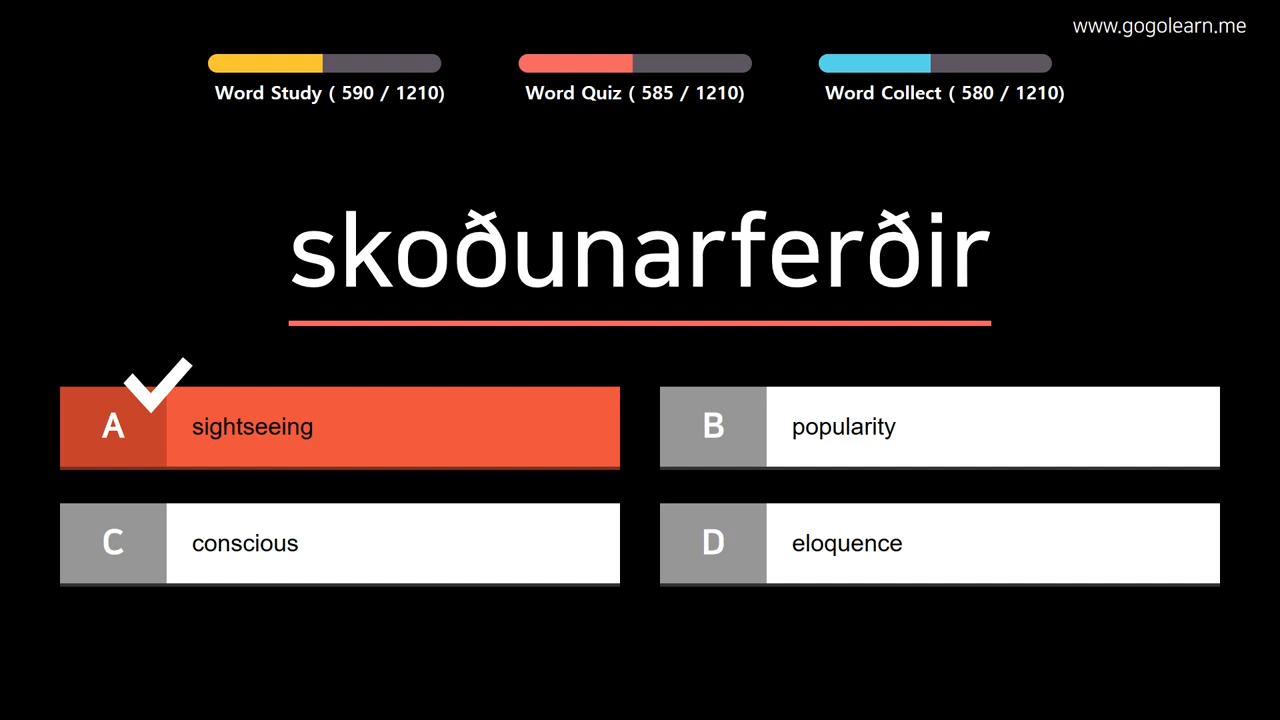 www.gogolearn.me
Word Study ( 590 / 1210)
Word Quiz ( 585 / 1210)
Word Collect ( 580 / 1210)
skoðunarferðir
A sightseeing
B popularity
C conscious
D eloquence